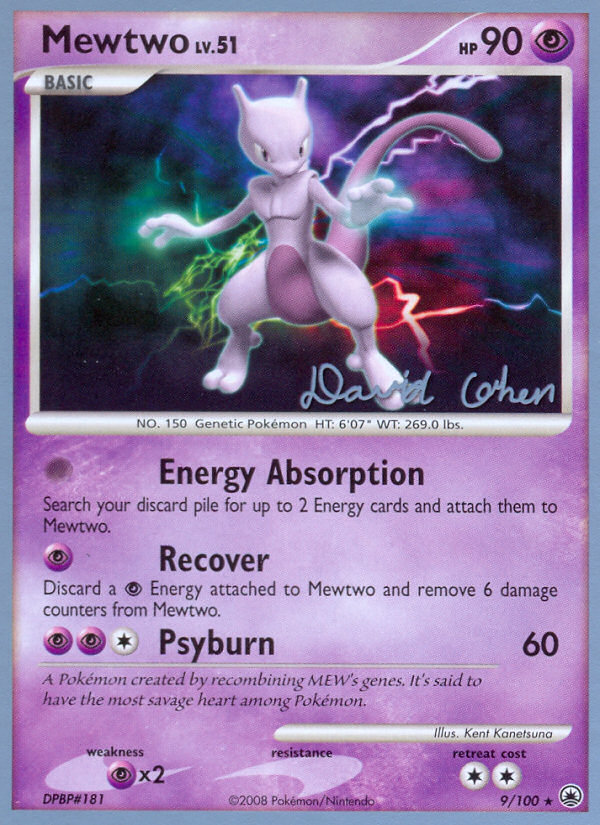 Mewtwo LV.51 HP 90
BASIC
David Cohen
NO. 150 Genetic Pokémon HT: 6'07" WT: 269.0 lbs.
Energy Absorption
Search your discard pile for up to 2 Energy cards and attach them to
Mewtwo.
Recover
Discard a Energy attached to Mewtwo and remove 6 damage
counters from Mewtwo.
Psyburn 60
A Pokémon created by recombining MEW's genes. It's said to
have the most savage heart among Pokémon.
Illus. Kent Kanetsuna
weakness resistance retreat cost
x2
DPBP#181 ©2008 Pokémon/Nintendo 9/100 ★